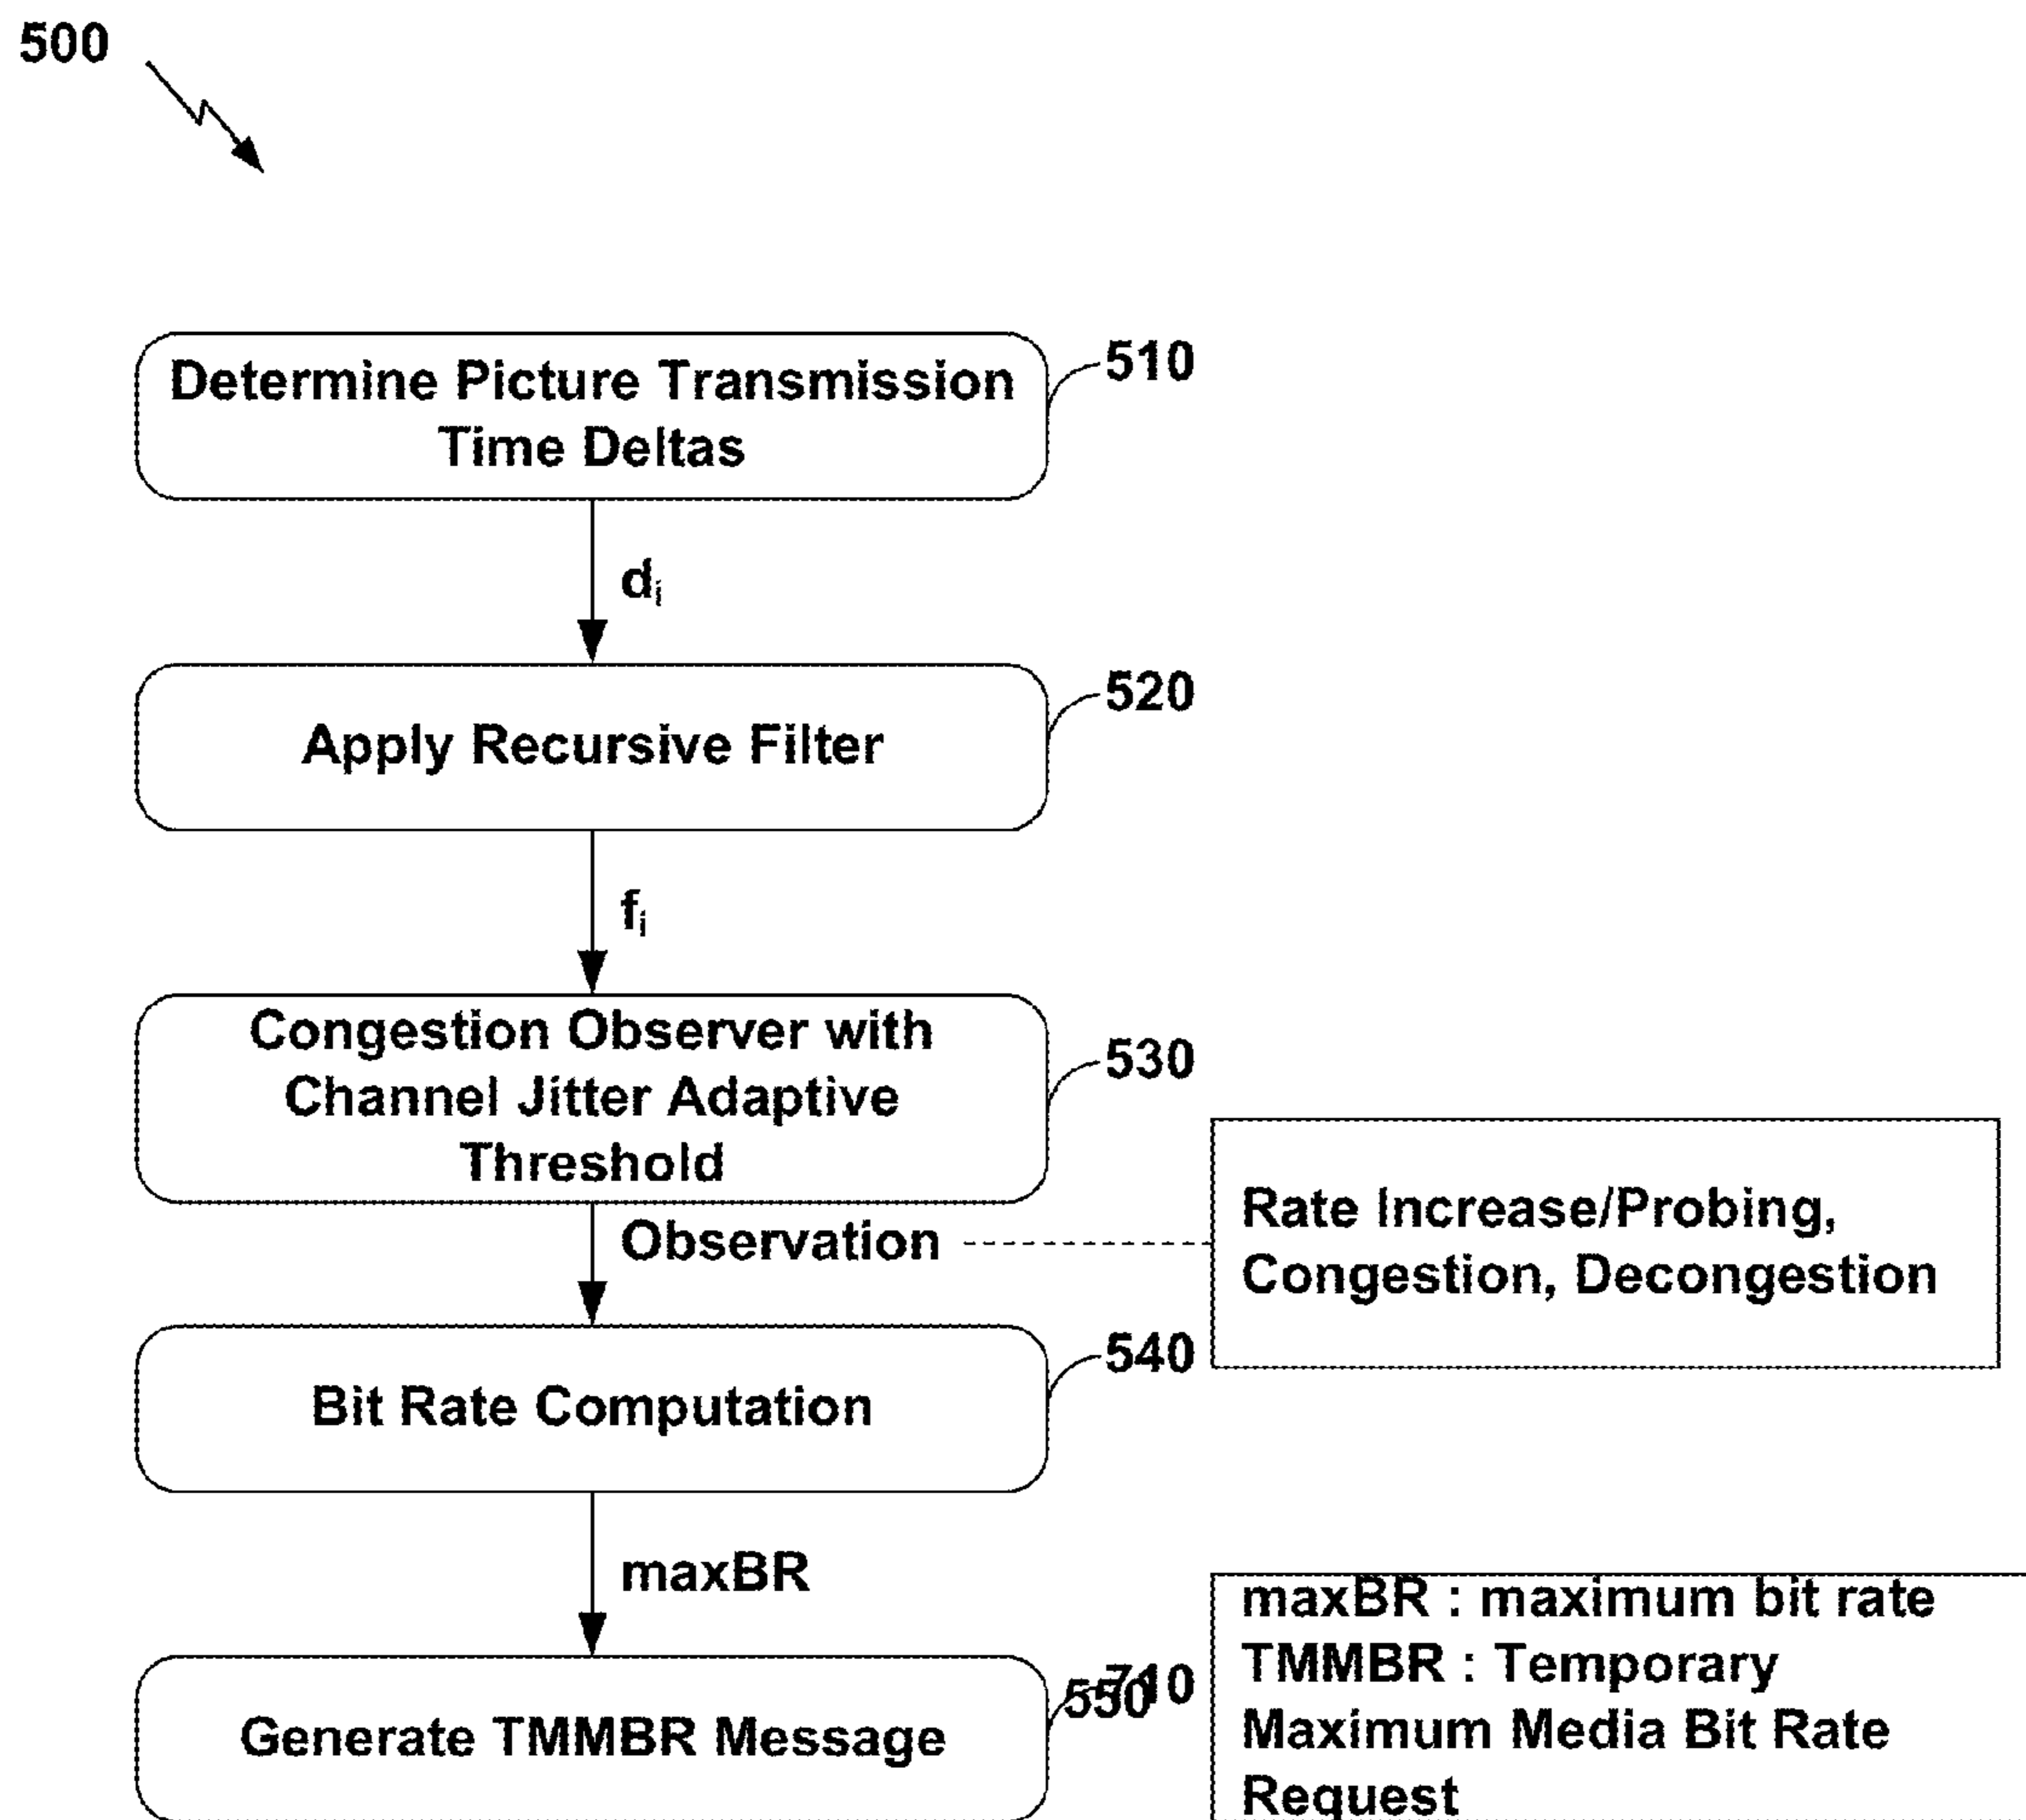 500
Determine Picture Transmission
Time Deltas
510
di
Apply Recursive Filter
520
fi
Congestion Observer with
Channel Jitter Adaptive
Threshold
530
Observation
Rate Increase/Probing,
Congestion, Decongestion
Bit Rate Computation
540
maxBR
Generate TMMBR Message
550
710
maxBR : maximum bit rate
TMMBR : Temporary
Maximum Media Bit Rate
Request